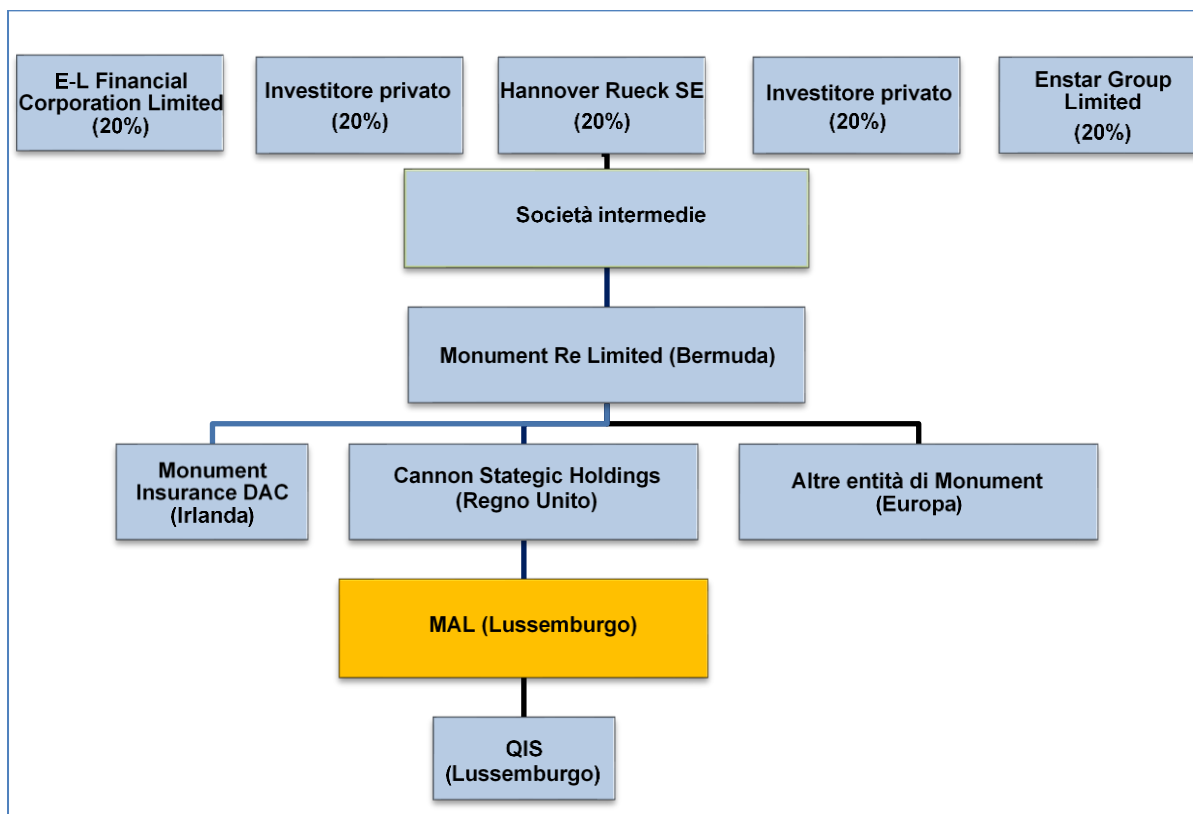 E-L Financial
Corporation Limited
(20%)
Investitore privato
(20%)
Hannover Rueck SE
(20%)
Investitore privato
(20%)
Enstar Group
Limited
(20%)
Società intermedie
Monument Re Limited (Bermuda)
Monument
Insurance DAC
(Irlanda)
Cannon Stategic Holdings
(Regno Unito)
Altre entità di Monument
(Europa)
MAL (Lussemburgo)
QIS
(Lussemburgo)